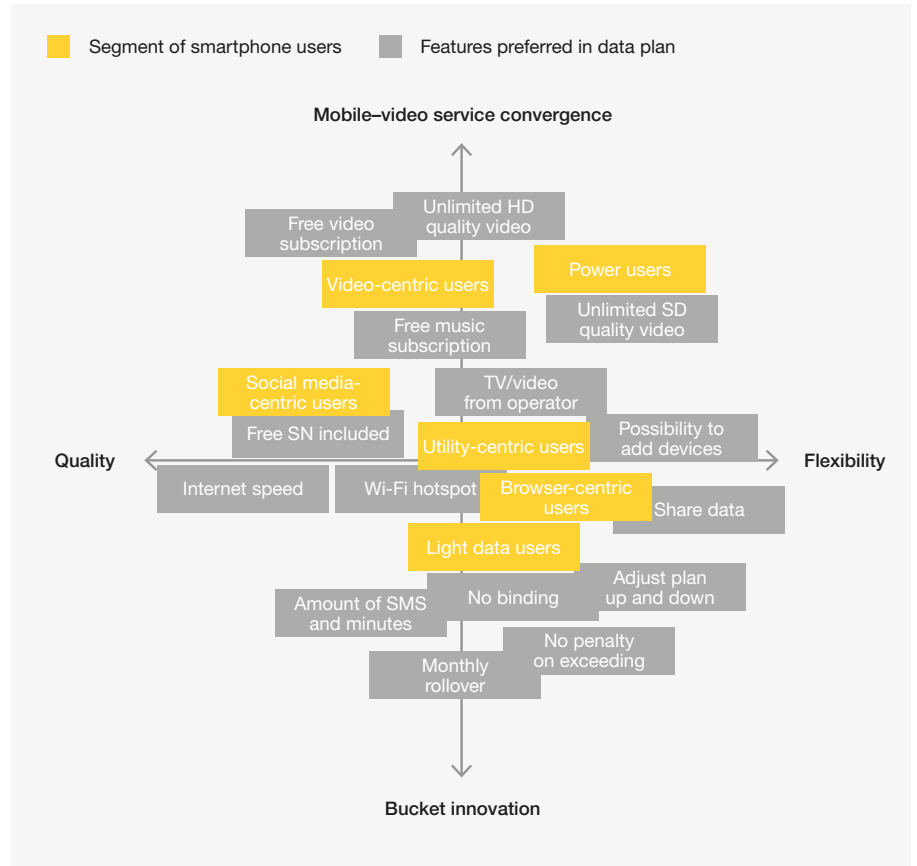 Segment of smartphone users
Features preferred in data plan
Mobile–video service convergence
Unlimited HD
quality video
Free video
subscription
Power users
Video-centric users
Unlimited SD
quality video
Free music
subscription
Social media-
centric users
TV/video
from operator
Free SN included
Possibility to
add devices
Utility-centric users
Quality
Flexibility
Internet speed
Wi-Fi hotspot
Browser-centric
users
Share data
Light data users
Adjust plan
up and down
No binding
Amount of SMS
and minutes
No penalty
on exceeding
Monthly
rollover
Bucket innovation